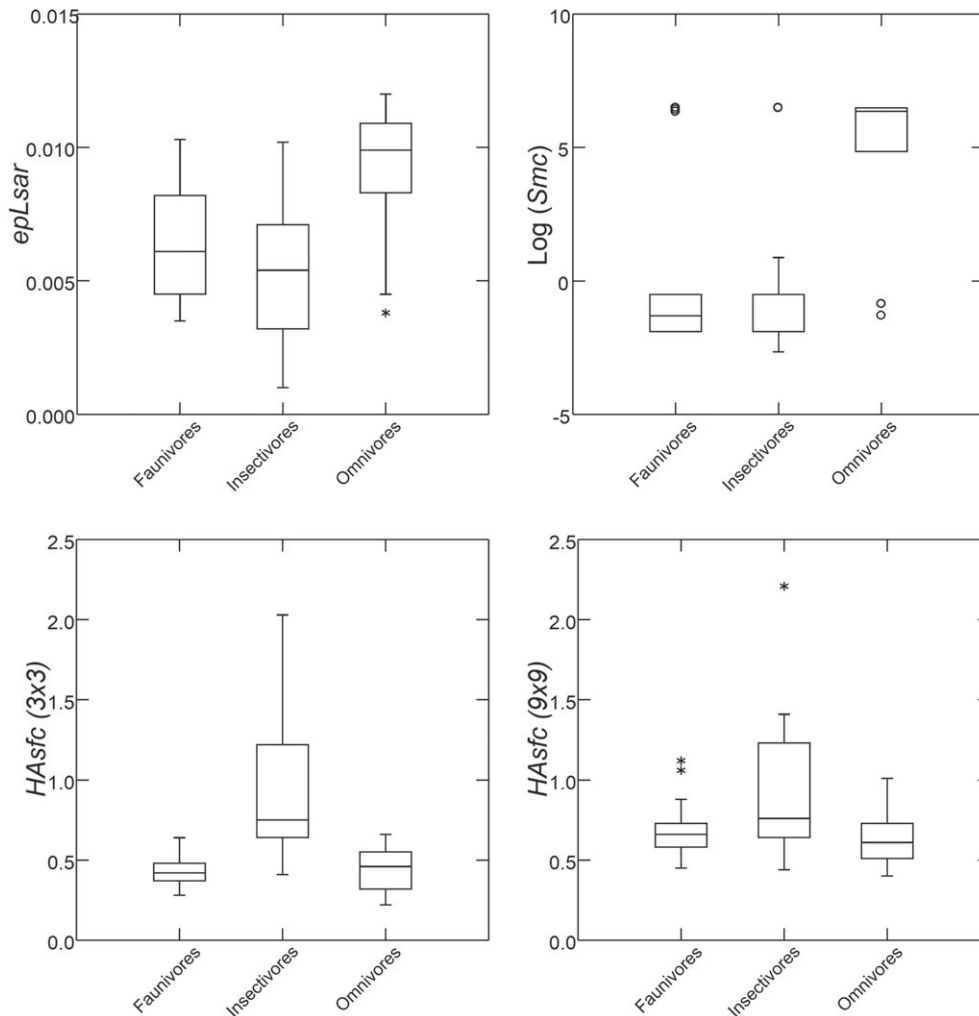 0.015
0.010
0.005
0.000
epLsar
Faunivores
Insectivores
Omnivores
10
5
0
-5
Log (Smc)
Faunivores
Insectivores
Omnivores
2.5
2.0
1.5
1.0
0.5
0.0
HAsfc (3x3)
Faunivores
Insectivores
Omnivores
2.5
2.0
1.5
1.0
0.5
0.0
HAsfc (9x9)
Faunivores
Insectivores
Omnivores